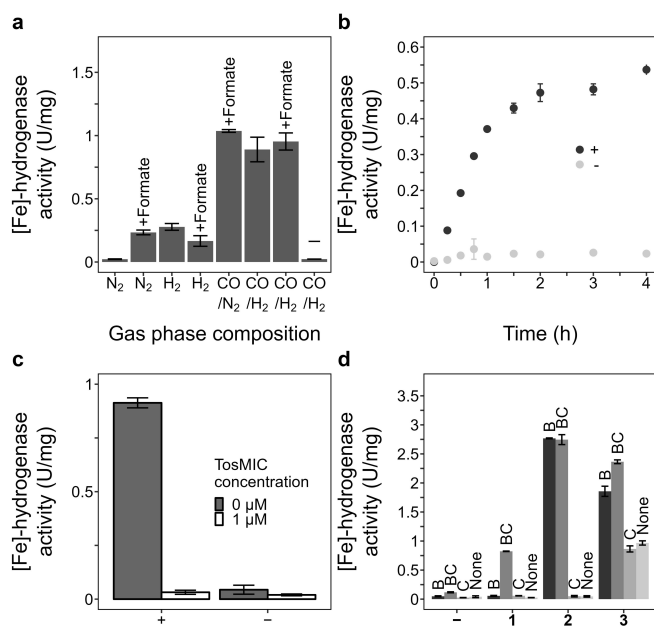 a
[Fe]-hydrogenase
activity (U/mg)
1.5
1
0.5
0
+Formate
+Formate
+Formate
+Formate
–
N2
N2
H2
H2
CO
/N2
CO
/H2
CO
/H2
CO
/H2
Gas phase composition
b
[Fe]-hydrogenase
activity (U/mg)
0.6
0.5
0.4
0.3
0.2
0.1
0
+
-
0 1 2 3 4
Time (h)
c
[Fe]-hydrogenase
activity (U/mg)
1
0.5
0
TosMIC
concentration
0 µM
1 µM
+ –
d
[Fe]-hydrogenase
activity (U/mg)
3.5
3
2.5
2
1.5
1
0.5
0
B BC C None
B BC C None
B BC C None
B BC C None
– 1 2 3